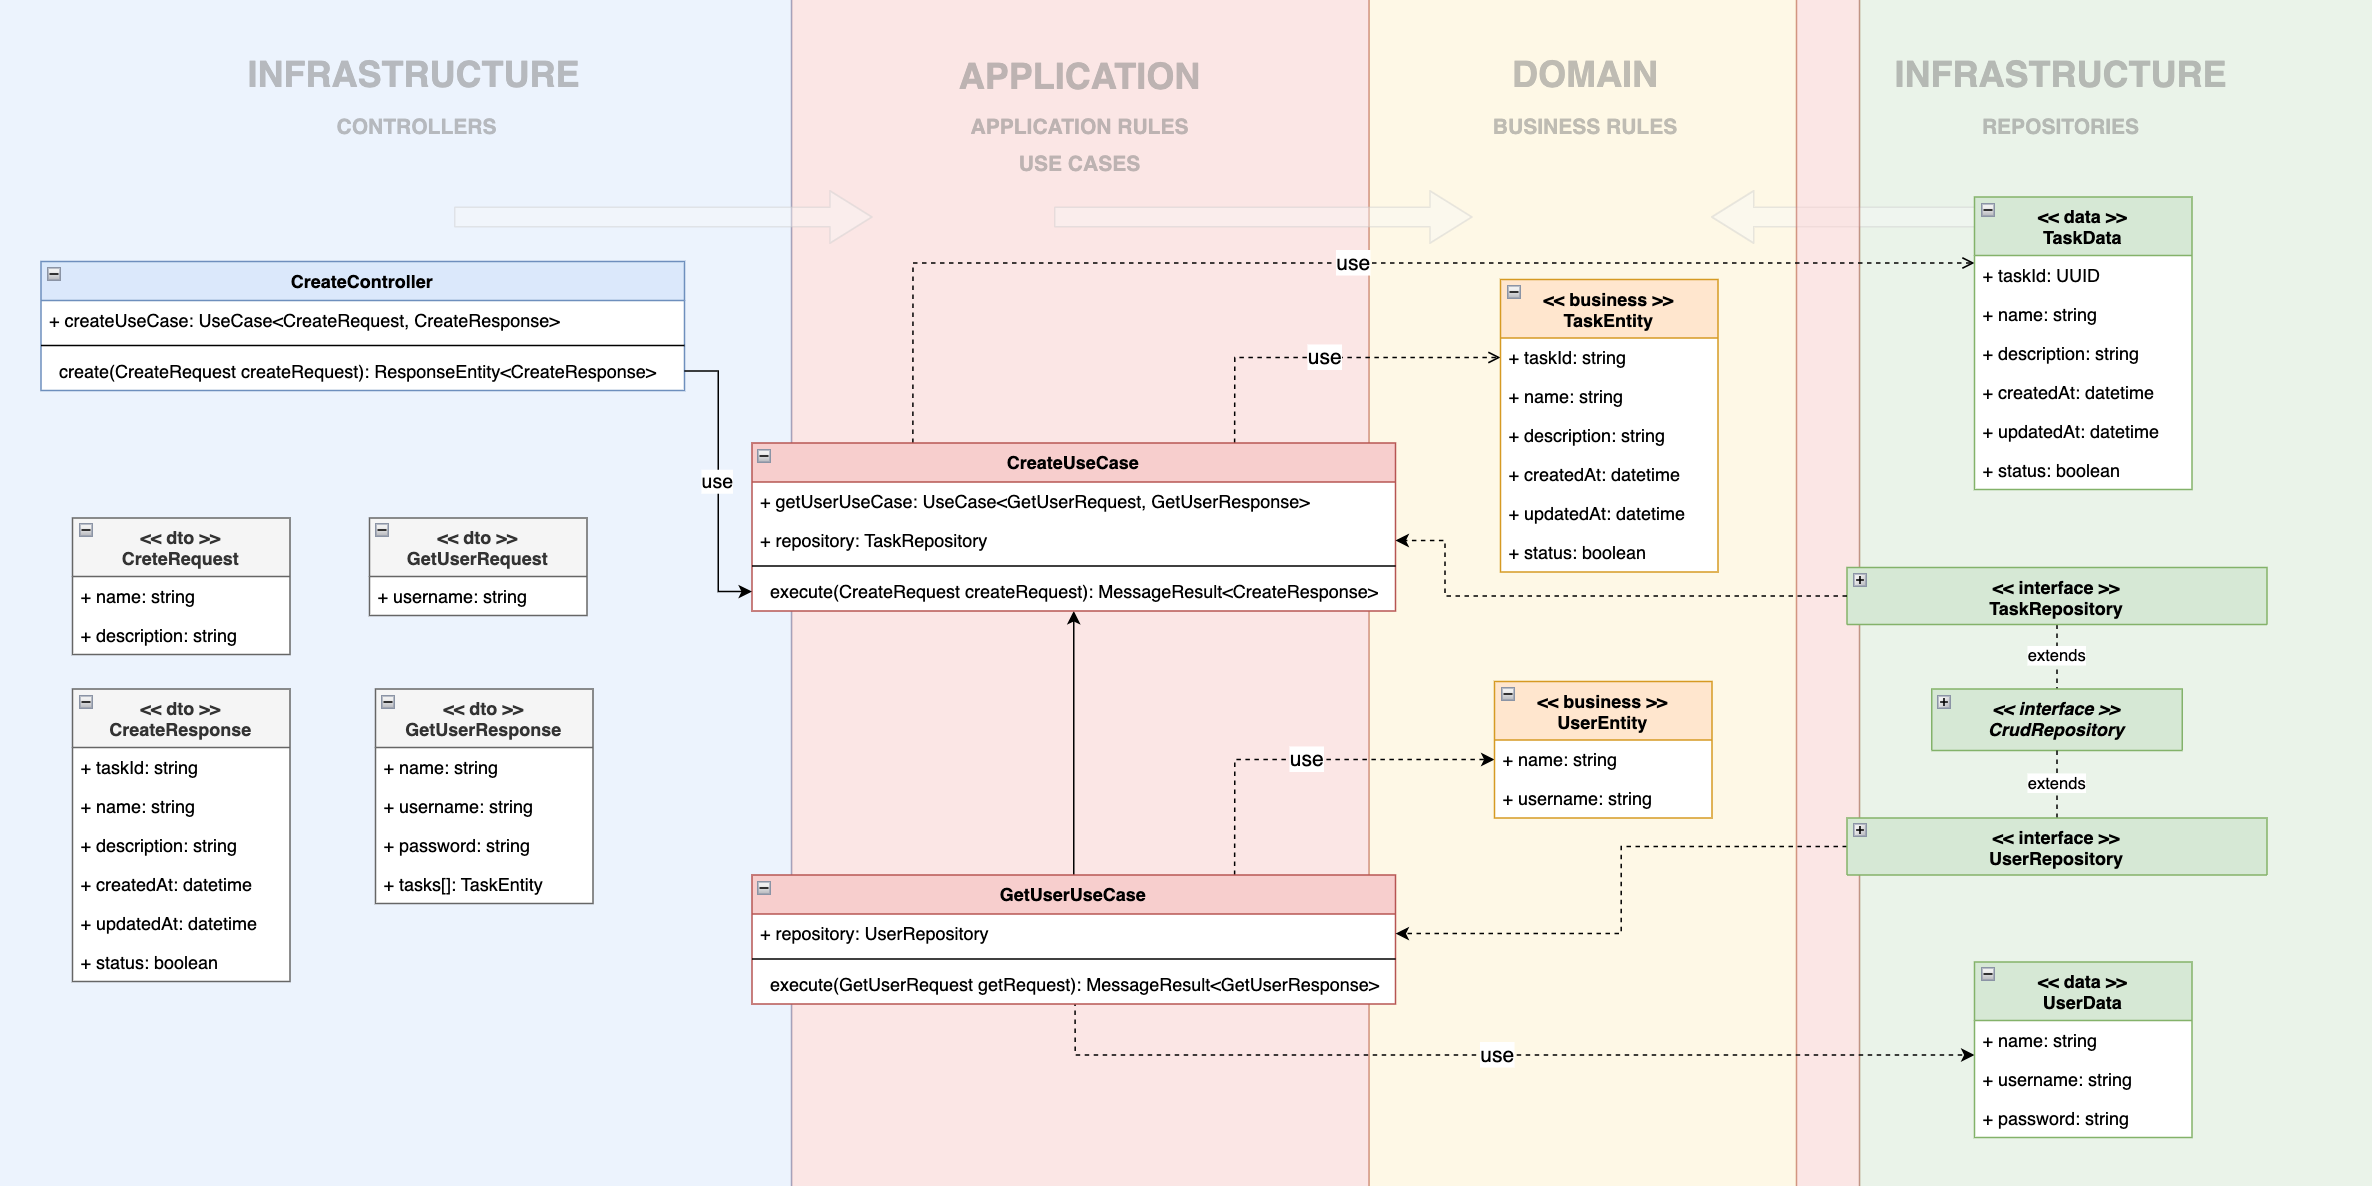 INFRASTRUCTURE
CONTROLLERS
APPLICATION
APPLICATION RULES
USE CASES
DOMAIN
BUSINESS RULES
INFRASTRUCTURE
REPOSITORIES
CreateController
+ createUseCase: UseCase<CreateRequest, CreateResponse>
create(CreateRequest createRequest): ResponseEntity<CreateResponse>
use
<< dto >>
CreteRequest
+ name: string
+ description: string
<< dto >>
GetUserRequest
+ username: string
<< dto >>
CreateResponse
+ taskId: string
+ name: string
+ description: string
+ createdAt: datetime
+ updatedAt: datetime
+ status: boolean
<< dto >>
GetUserResponse
+ name: string
+ username: string
+ password: string
+ tasks[]: TaskEntity
use
use
CreateUseCase
+ getUserUseCase: UseCase<GetUserRequest, GetUserResponse>
+ repository: TaskRepository
execute(CreateRequest createRequest): MessageResult<CreateResponse>
use
GetUserUseCase
+ repository: UserRepository
execute(GetUserRequest getRequest): MessageResult<GetUserResponse>
use
<< business >>
TaskEntity
+ taskId: string
+ name: string
+ description: string
+ createdAt: datetime
+ updatedAt: datetime
+ status: boolean
<< business >>
UserEntity
+ name: string
+ username: string
<< data >>
TaskData
+ taskId: UUID
+ name: string
+ description: string
+ createdAt: datetime
+ updatedAt: datetime
+ status: boolean
<< interface >>
TaskRepository
extends
<< interface >>
CrudRepository
extends
<< interface >>
UserRepository
<< data >>
UserData
+ name: string
+ username: string
+ password: string